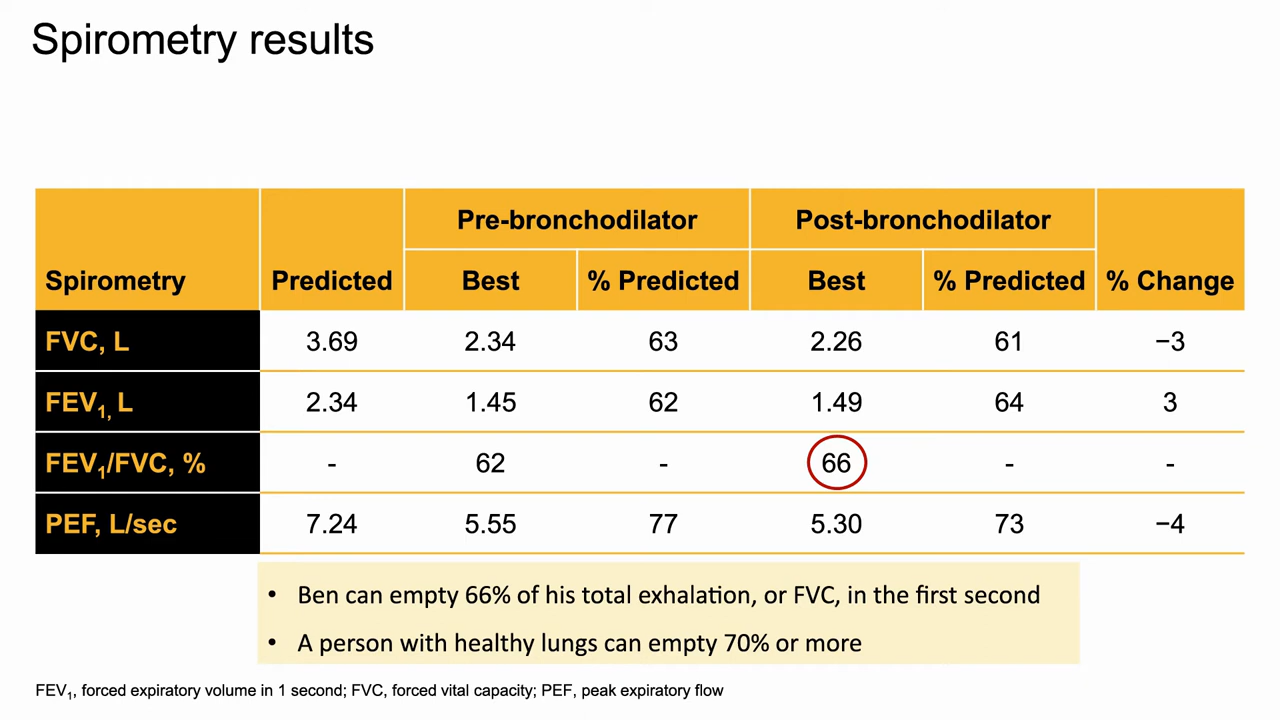 Spirometry results
Pre-bronchodilator Post-bronchodilator
Spirometry Predicted Best % Predicted Best % Predicted % Change
FVC, L 3.69 2.34 63 2.26 61 −3
FEV1, L 2.34 1.45 62 1.49 64 3
FEV1/FVC, % - 62 - 66 - -
PEF, L/sec 7.24 5.55 77 5.30 73 −4
• Ben can empty 66% of his total exhalation, or FVC, in the first second
• A person with healthy lungs can empty 70% or more
FEV1, forced expiratory volume in 1 second; FVC, forced vital capacity; PEF, peak expiratory flow